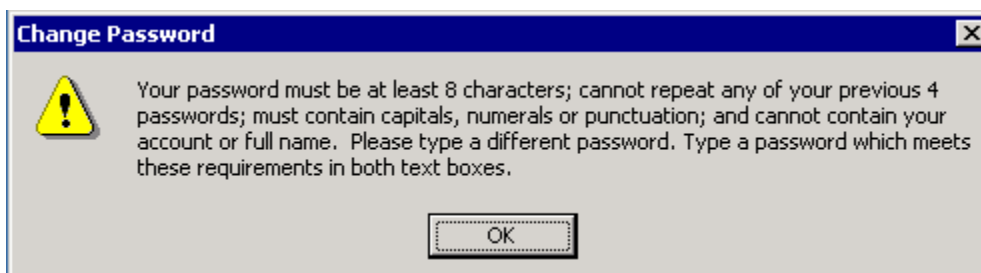 Change Password
Your password must be at least 8 characters; cannot repeat any of your previous 4
passwords; must contain capitals, numerals or punctuation; and cannot contain your
account or full name.  Please type a different password. Type a password which meets
these requirements in both text boxes.
OK